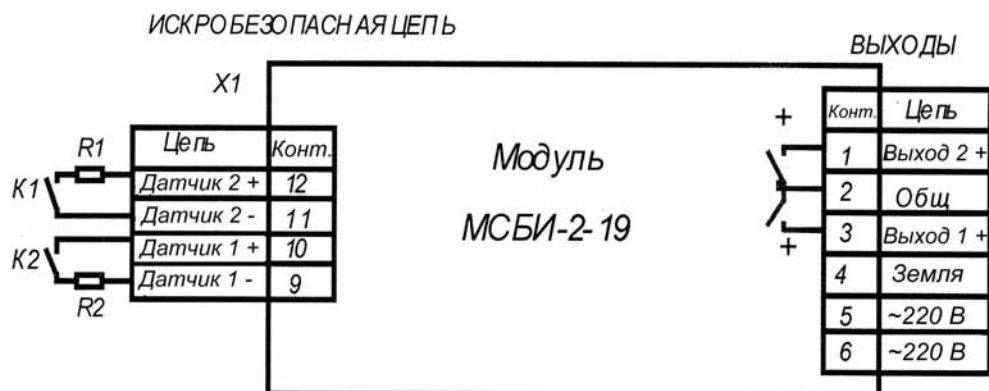 ИСКРОБЕЗОПАСНАЯ ЦЕПЬ
ВЫХОДЫ
X1
Цепь Конт.
R1
K1
Датчик 2 + 12
Датчик 2 - 11
Датчик 1 + 10
K2
Датчик 1 - 9
R2
Модуль
МСБИ-2-19
+
+
Конт. Цепь
1 Выход 2 +
2 Общ
3 Выход 1 +
4 Земля
5 ~220 В
6 ~220 В